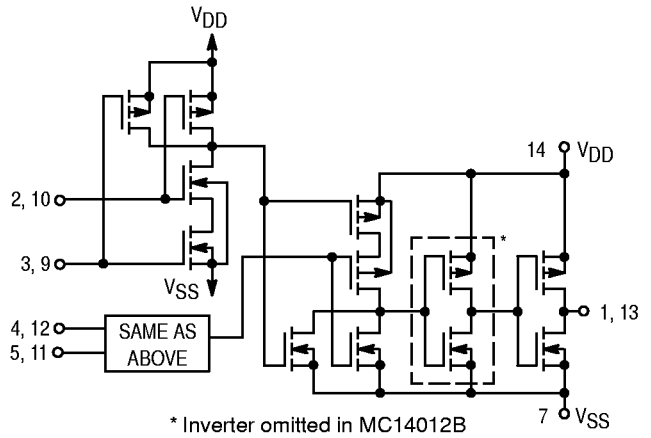 VDD
14
VDD
2, 10
*
3, 9
VSS
1, 13
4, 12
SAME AS
5, 11
ABOVE
7
VSS
* Inverter omitted in MC14012B